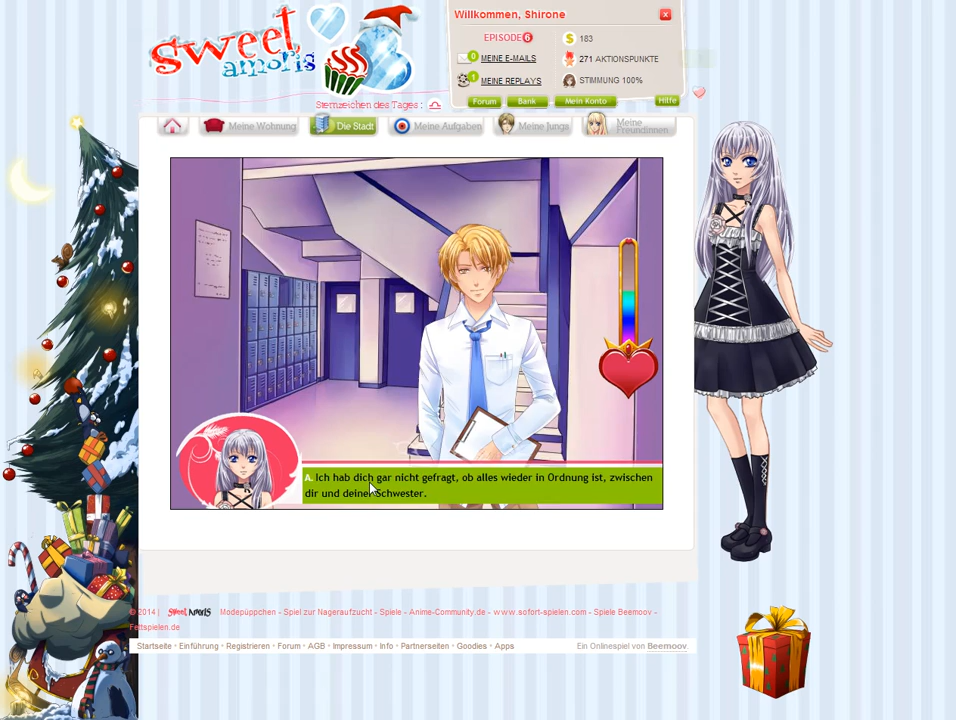 sweet
amoris
Sternzeichen des Tages :
Willkommen, Shirone
x
EPISODE 6
0 MEINE E-MAILS
1 MEINE REPLAYS
$ 183
271 AKTIONSPUNKTE
STIMMUNG 100%
Forum
Bank
Mein Konto
Hilfe
Meine Wohnung
Die Stadt
Meine Aufgaben
Meine Jungs
Meine
Freundinnen
A. Ich hab dich gar nicht gefragt, ob alles wieder in Ordnung ist, zwischen
dir und deiner Schwester.
© 2014 | Sweet Amoris Modepüppchen - Spiel zur Nageraufzucht - Spiele - Anime-Community.de - www.sofort-spielen.com - Spiele Beemoov -
Fettspielen.de
Startseite · Einführung · Registrieren · Forum · AGB · Impressum · Info · Partnerseiten · Goodies · Apps
Ein Onlinespiel von Beemoov.